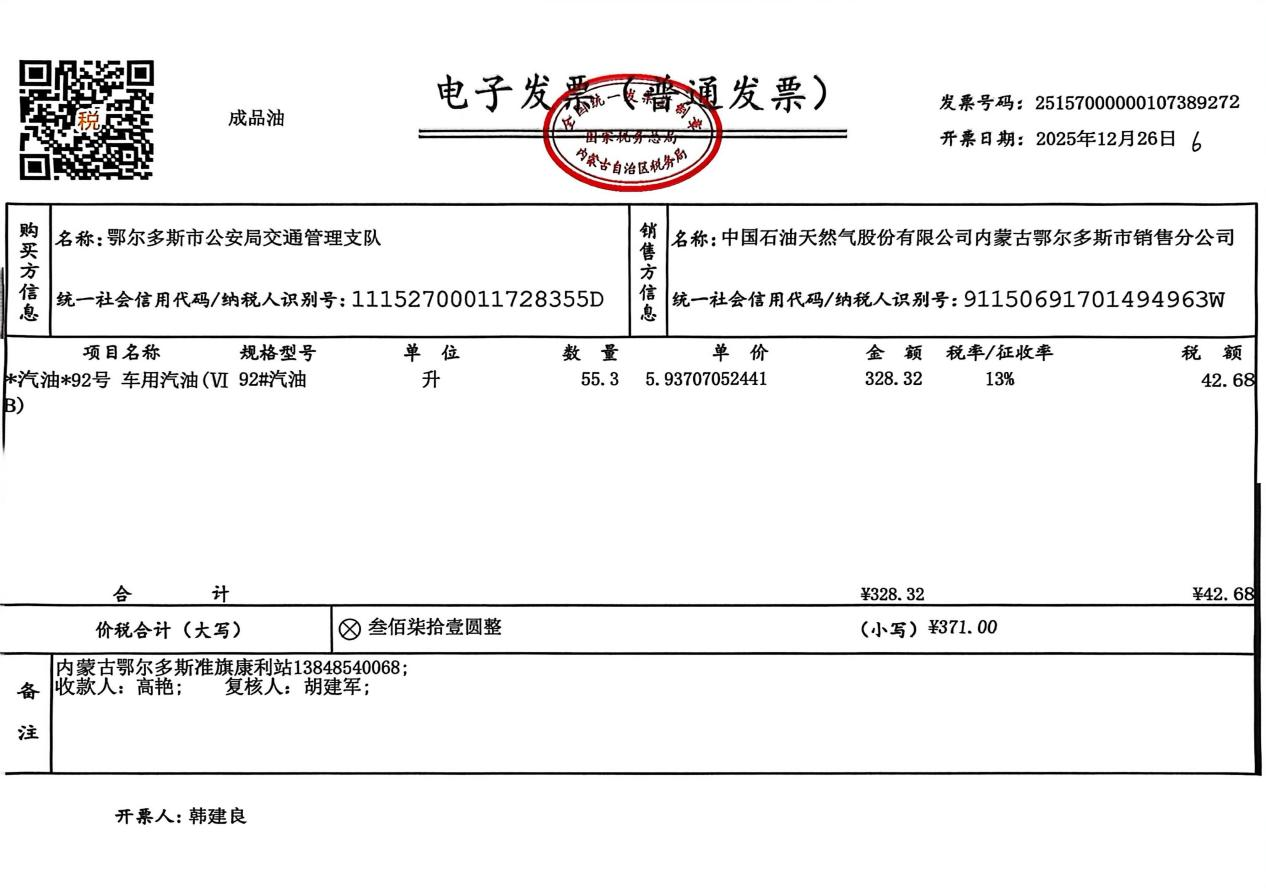 电子发票（普通发票）
税
成品油
全国统一发票监制章
国家税务总局
内蒙古自治区税务局
发票号码：25157000000107389272
开票日期：2025年12月26日 6
购买方信息
名称：鄂尔多斯市公安局交通管理支队
统一社会信用代码/纳税人识别号：11152700011728355D
销售方信息
名称：中国石油天然气股份有限公司内蒙古鄂尔多斯市销售分公司
统一社会信用代码/纳税人识别号：91150691701494963W
项目名称 规格型号 单 位 数 量 单 价 金 额 税率/征收率 税 额
*汽油*92号 车用汽油(VI 92#汽油 升 55.3 5.93707052441 328.32 13% 42.68
B)
合 计 ¥328.32 ¥42.68
价税合计（大写） ⊗ 叁佰柒拾壹圆整 （小写）¥371.00
备注
内蒙古鄂尔多斯准旗康利站13848540068;
收款人：高艳; 复核人：胡建军;
开票人：韩建良